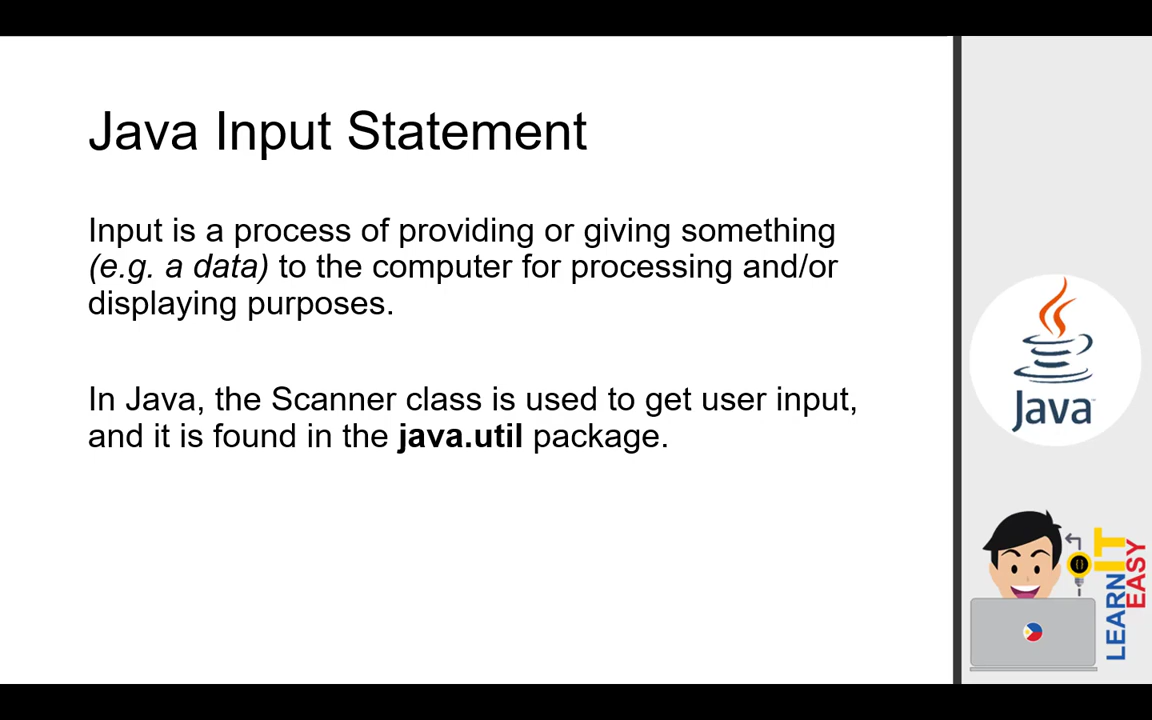 Java Input Statement
Input is a process of providing or giving something
(e.g. a data) to the computer for processing and/or
displaying purposes.
In Java, the Scanner class is used to get user input,
and it is found in the java.util package.
Java
LEARN IT
EASY